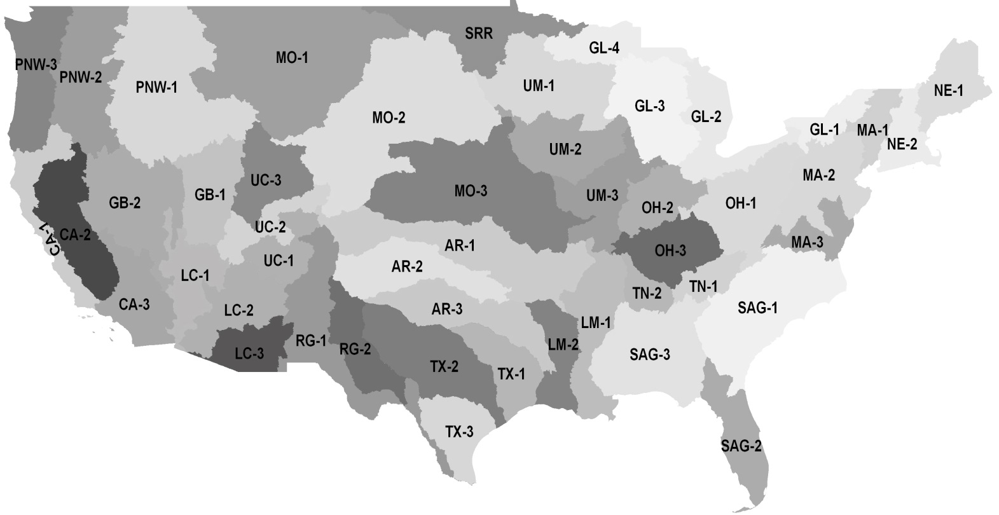 SRR
GL-4
MO-1
PNW-3
PNW-2
PNW-1
UM-1
NE-1
GL-3
GL-2
MO-2
GL-1
MA-1
NE-2
UM-2
MA-2
UC-3
MO-3
GB-1
UM-3
GB-2
OH-2
OH-1
UC-2
CA-1
CA-2
AR-1
MA-3
OH-3
UC-1
AR-2
LC-1
TN-1
TN-2
CA-3
LC-2
AR-3
SAG-1
LM-1
RG-1
RG-2
LM-2
LC-3
SAG-3
TX-2
TX-1
TX-3
SAG-2